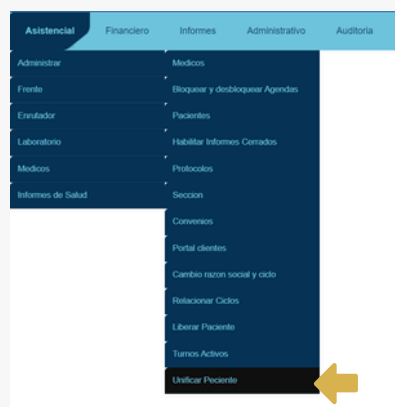 Asistencial Financiero Informes Administrativo Auditoria
Administrar
Frente
Enrutador
Laboratorio
Medicos
Informes de Salud
Medicos
Bloquear y desbloquear Agendas
Pacientes
Habilitar Informes Cerrados
Protocolos
Seccion
Convenios
Portal clientes
Cambio razon social y ciclo
Relacionar Ciclos
Liberar Paciente
Turnos Activos
Unificar Peciente